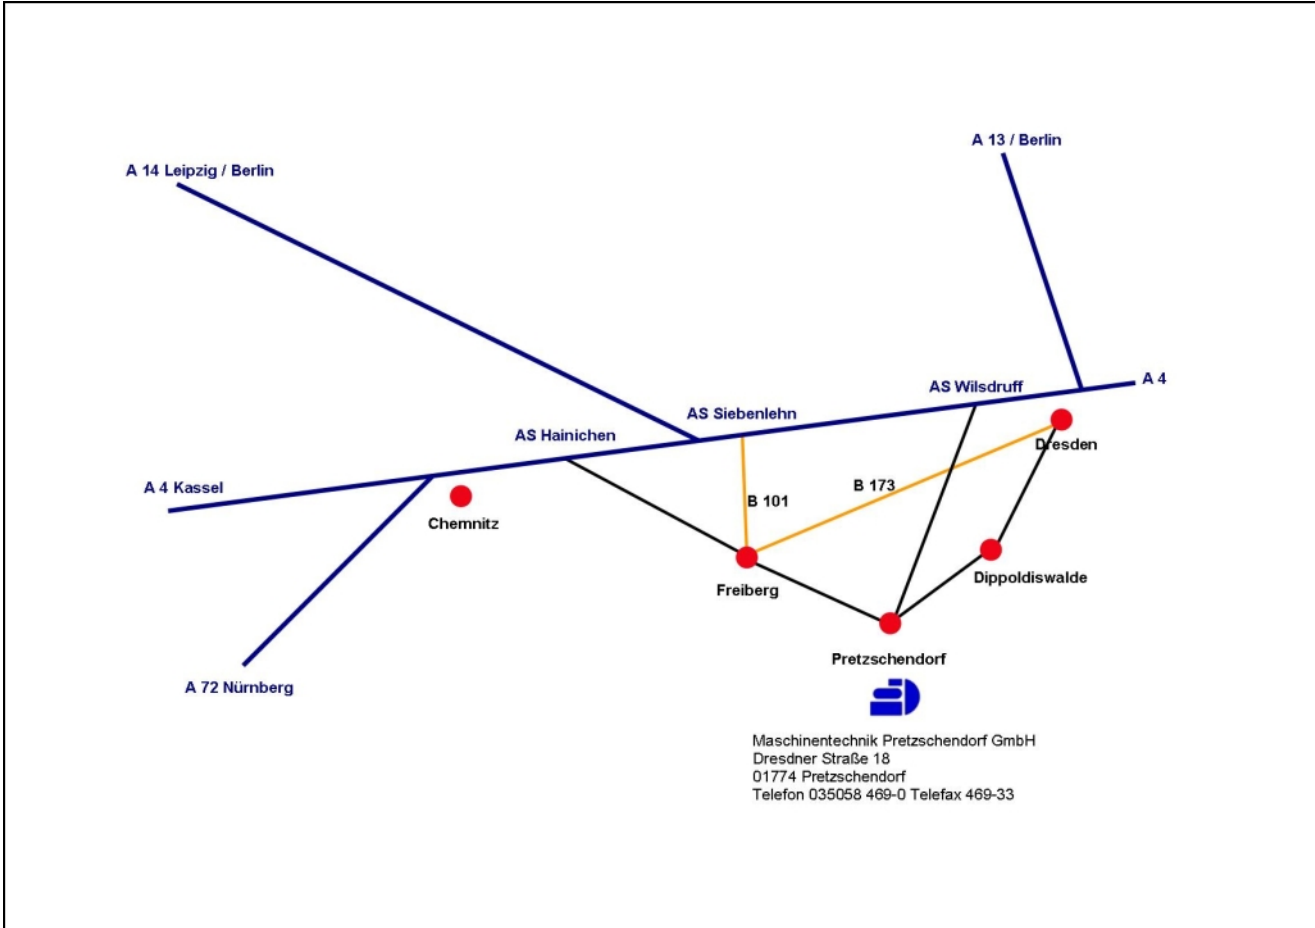 A 13 / Berlin
A 14 Leipzig / Berlin
A 4
AS Wilsdruff
AS Siebenlehn
AS Hainichen
Dresden
B 173
A 4 Kassel
B 101
Chemnitz
Dippoldiswalde
Freiberg
Pretzschendorf
A 72 Nürnberg
Maschinentechnik Pretzschendorf GmbH
Dresdner Straße 18
01774 Pretzschendorf
Telefon 035058 469-0 Telefax 469-33